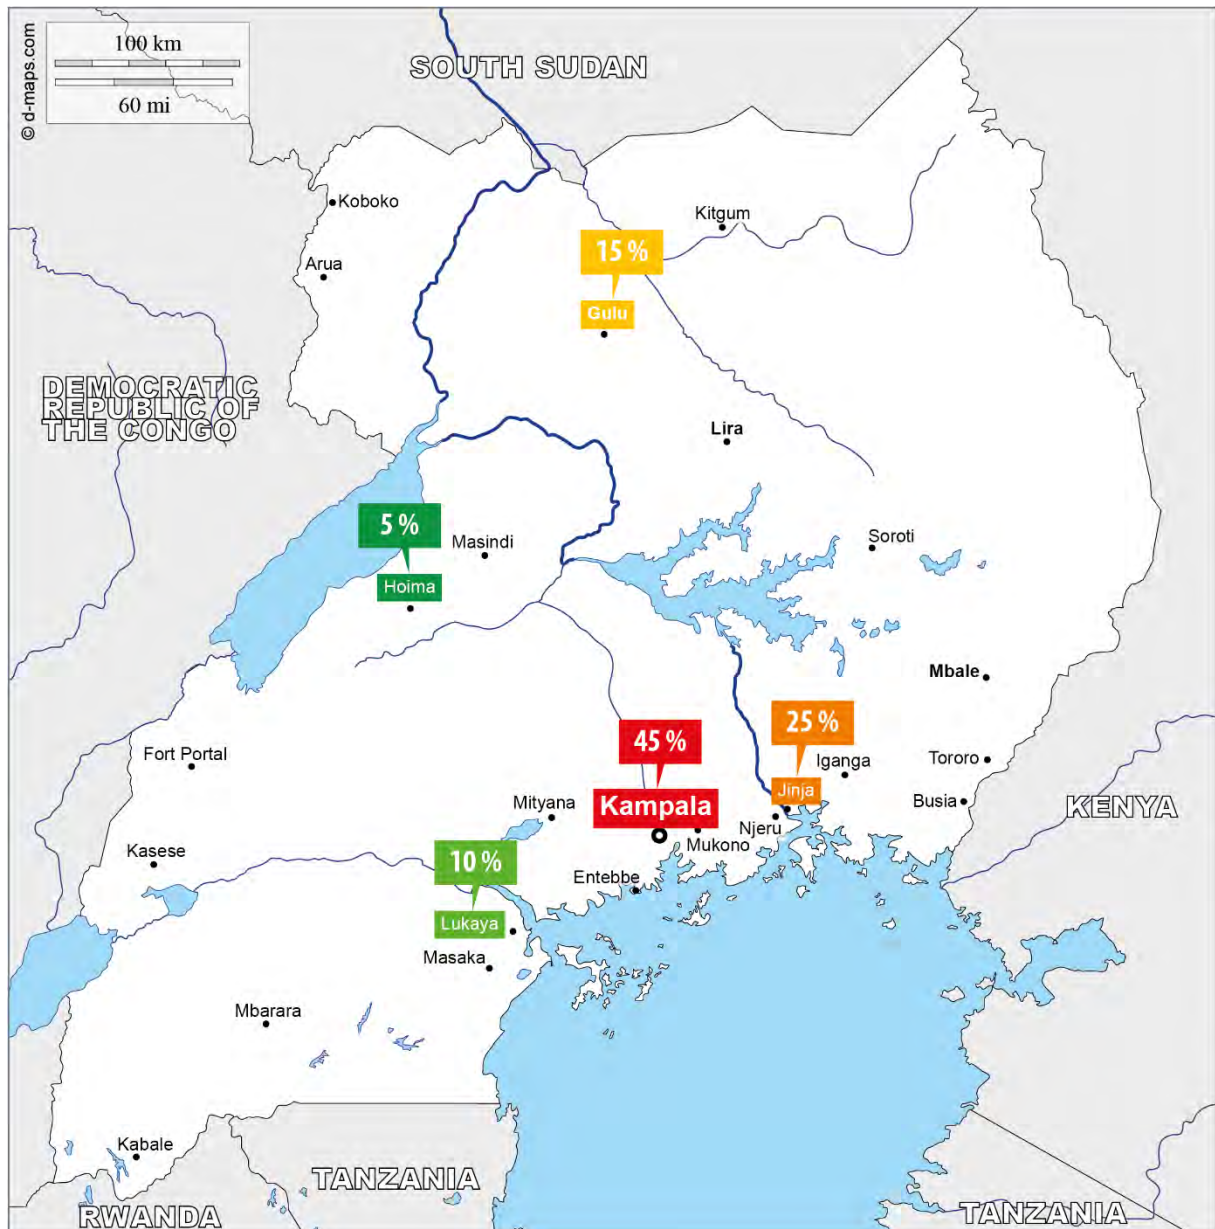 © d-maps.com
100 km
60 mi
SOUTH SUDAN
Koboko
Kitgum
15 %
Arua
Gulu
DEMOCRATIC
REPUBLIC OF
THE CONGO
Lira
5 %
Masindi
Soroti
Hoima
Mbale
25 %
45 %
Fort Portal
Iganga
Tororo
Jinja
Kampala
Mityana
Busia
KENYA
Njeru
Mukono
Kasese
10 %
Entebbe
Lukaya
Masaka
Mbarara
Kabale
TANZANIA
RWANDA
TANZANIA